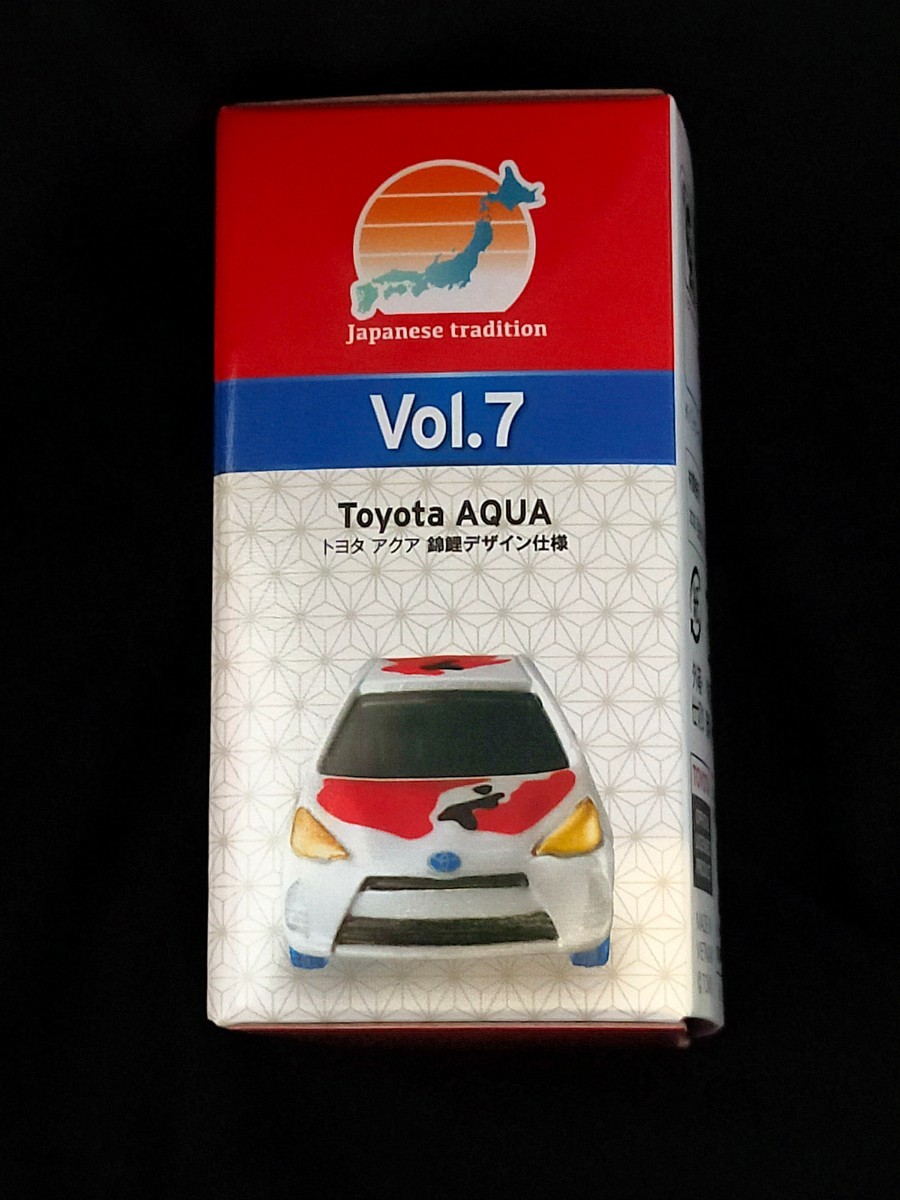 Japanese tradition
Vol.7
Toyota AQUA
トヨタ アクア 錦鯉デザイン仕様